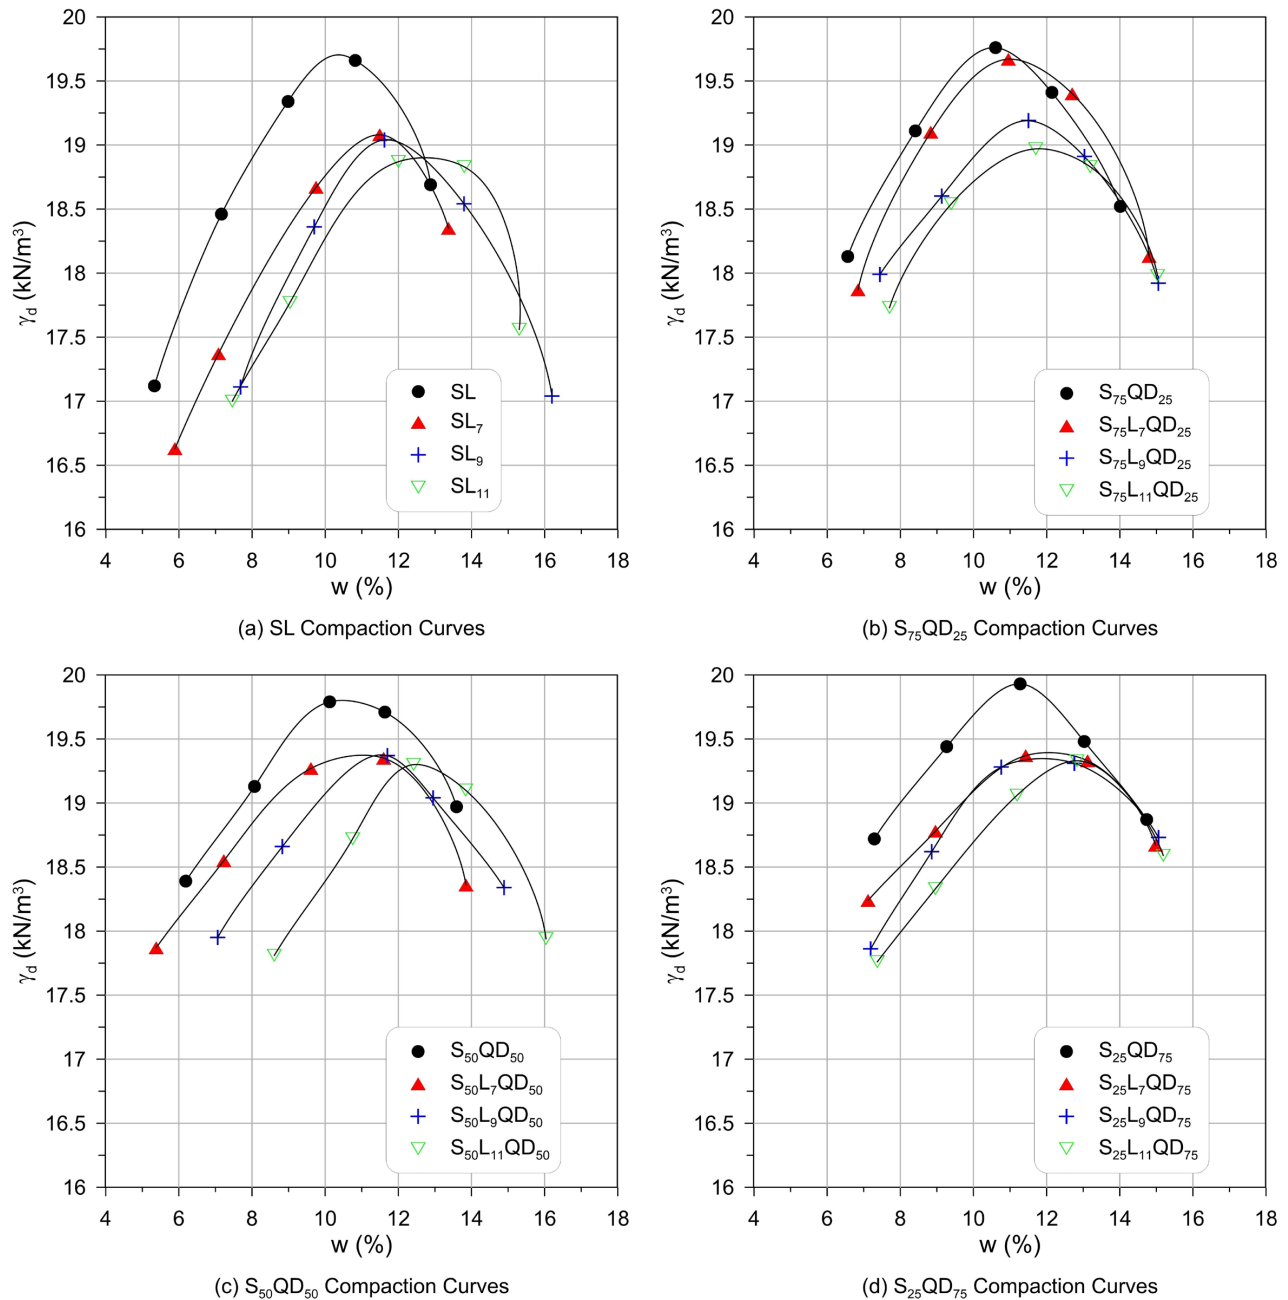 20
19.5
19
18.5
18
17.5
17
16.5
16
γd (kN/m³)
SL
SL₇
SL₉
SL₁₁
4 6 8 10 12 14 16 18
w (%)
(a) SL Compaction Curves
20
19.5
19
18.5
18
17.5
17
16.5
16
γd (kN/m³)
S₇₅QD₂₅
S₇₅L₇QD₂₅
S₇₅L₉QD₂₅
S₇₅L₁₁QD₂₅
4 6 8 10 12 14 16 18
w (%)
(b) S₇₅QD₂₅ Compaction Curves
20
19.5
19
18.5
18
17.5
17
16.5
16
γd (kN/m³)
S₅₀QD₅₀
S₅₀L₇QD₅₀
S₅₀L₉QD₅₀
S₅₀L₁₁QD₅₀
4 6 8 10 12 14 16 18
w (%)
(c) S₅₀QD₅₀ Compaction Curves
20
19.5
19
18.5
18
17.5
17
16.5
16
γd (kN/m³)
S₂₅QD₇₅
S₂₅L₇QD₇₅
S₂₅L₉QD₇₅
S₂₅L₁₁QD₇₅
4 6 8 10 12 14 16 18
w (%)
(d) S₂₅QD₇₅ Compaction Curves